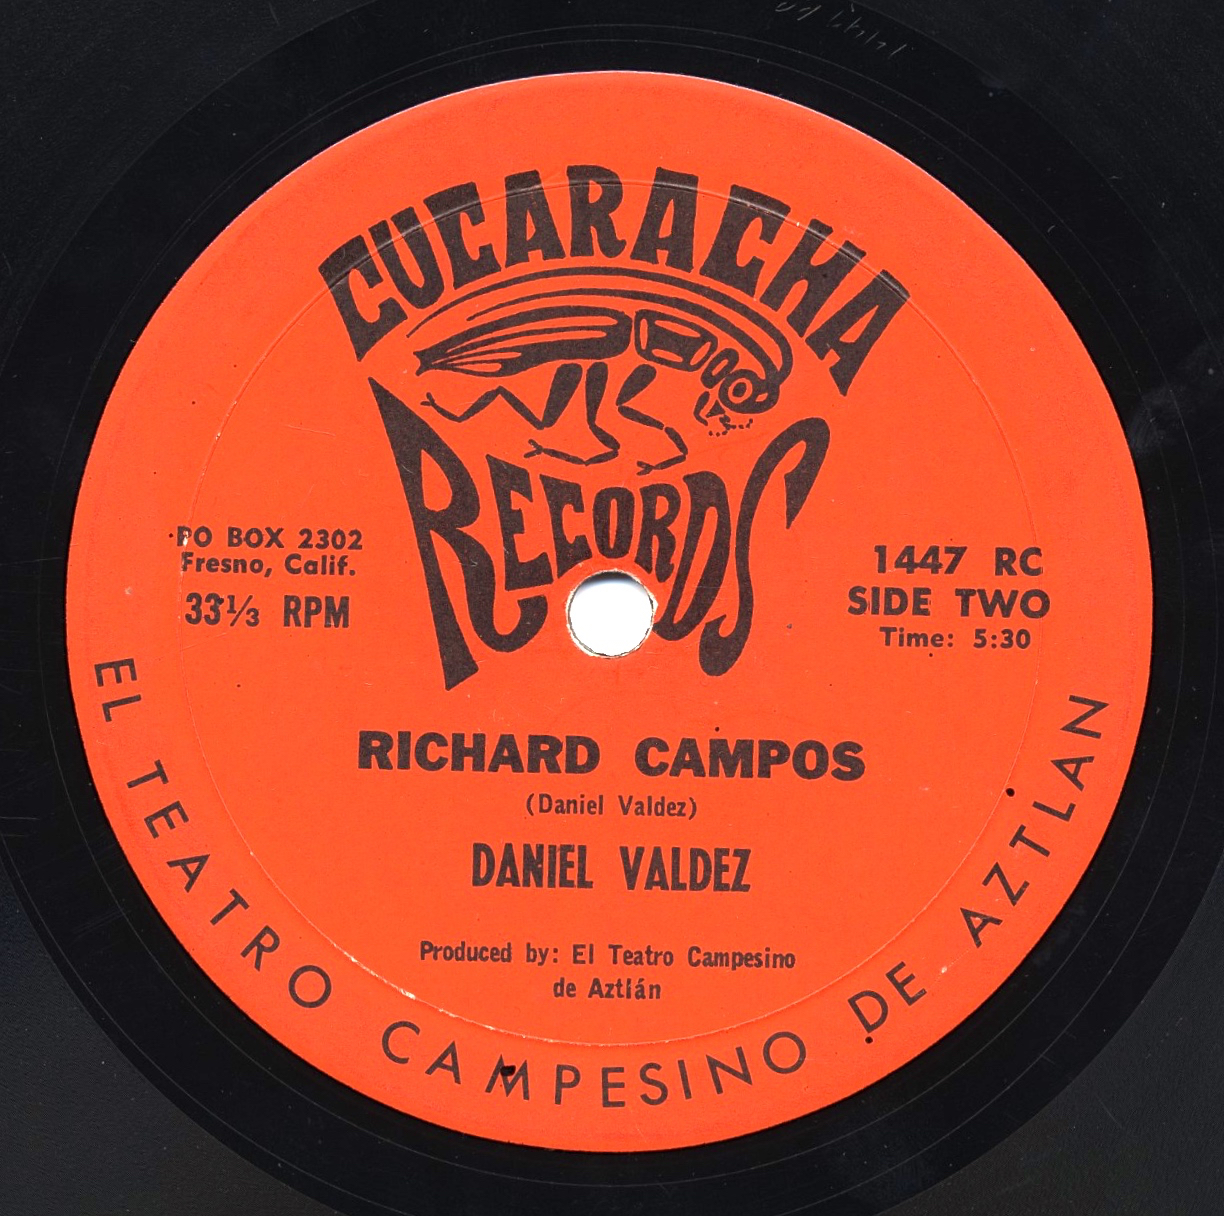 CUCARACHA
RECORDS
PO BOX 2302
Fresno, Calif.
33⅓ RPM
1447 RC
SIDE TWO
Time: 5:30
RICHARD CAMPOS
(Daniel Valdez)
DANIEL VALDEZ
Produced by: El Teatro Campesino
de Aztlán
EL TEATRO CAMPESINO DE AZTLAN